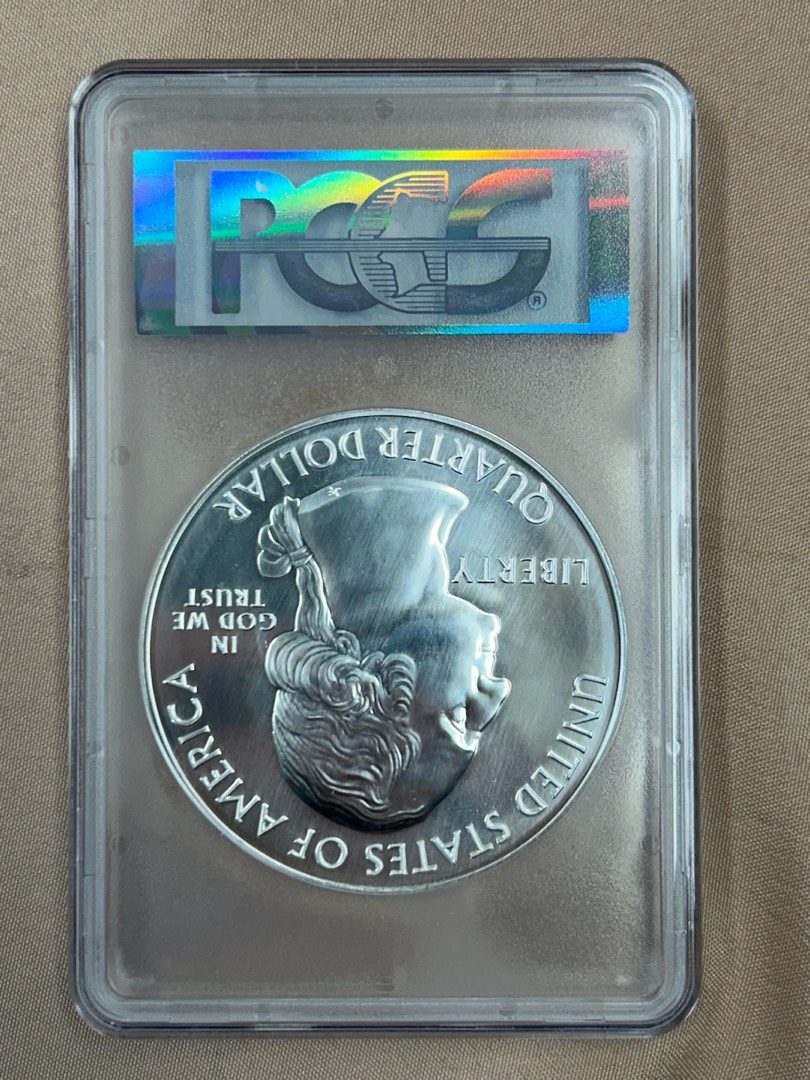 PCGS
®
UNITED STATES OF AMERICA
LIBERTY
IN
GOD WE
TRUST
QUARTER DOLLAR